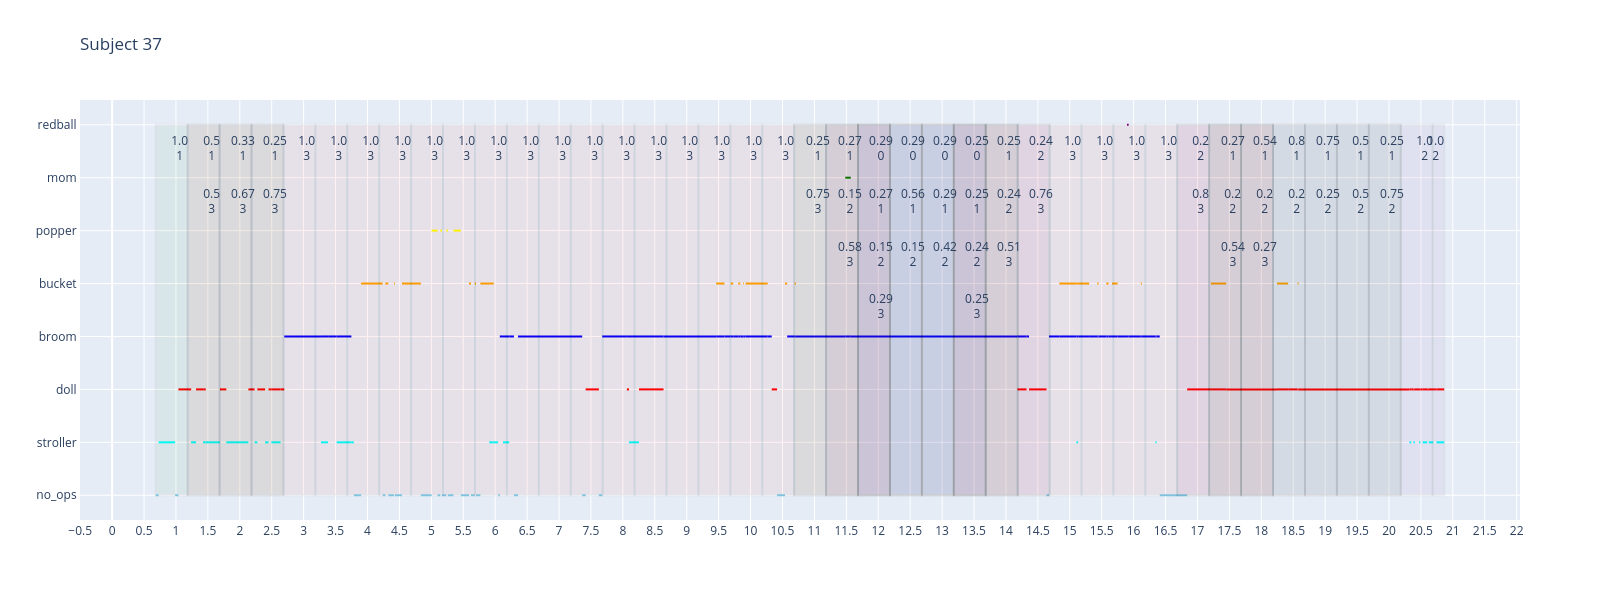 Subject 37
redball
1.0 0.5 0.33 0.25 1.0 1.0 1.0 1.0 1.0 1.0 1.0 1.0 1.0 1.0 1.0 1.0 1.0 1.0 1.0 1.0 0.25 0.27 0.29 0.29 0.29 0.25 0.25 0.24 1.0 1.0 1.0 1.0 0.2 0.27 0.54 0.8 0.75 0.5 0.25 1.0 1.0
1 1 1 1 3 3 3 3 3 3 3 3 3 3 3 3 3 3 3 3 1 1 0 0 0 0 1 2 3 3 3 3 2 1 1 1 1 1 1 2 2
mom
0.5 0.67 0.75 0.75 0.15 0.27 0.56 0.29 0.25 0.24 0.76 0.8 0.2 0.2 0.2 0.25 0.5 0.75
3 3 3 3 2 1 1 1 1 2 3 3 2 2 2 2 2 2
popper
0.58 0.15 0.15 0.42 0.24 0.51 0.54 0.27
3 2 2 2 2 3 3 3
bucket
0.29 0.25
3 3
broom
doll
stroller
no_ops
−0.5 0 0.5 1 1.5 2 2.5 3 3.5 4 4.5 5 5.5 6 6.5 7 7.5 8 8.5 9 9.5 10 10.5 11 11.5 12 12.5 13 13.5 14 14.5 15 15.5 16 16.5 17 17.5 18 18.5 19 19.5 20 20.5 21 21.5 22